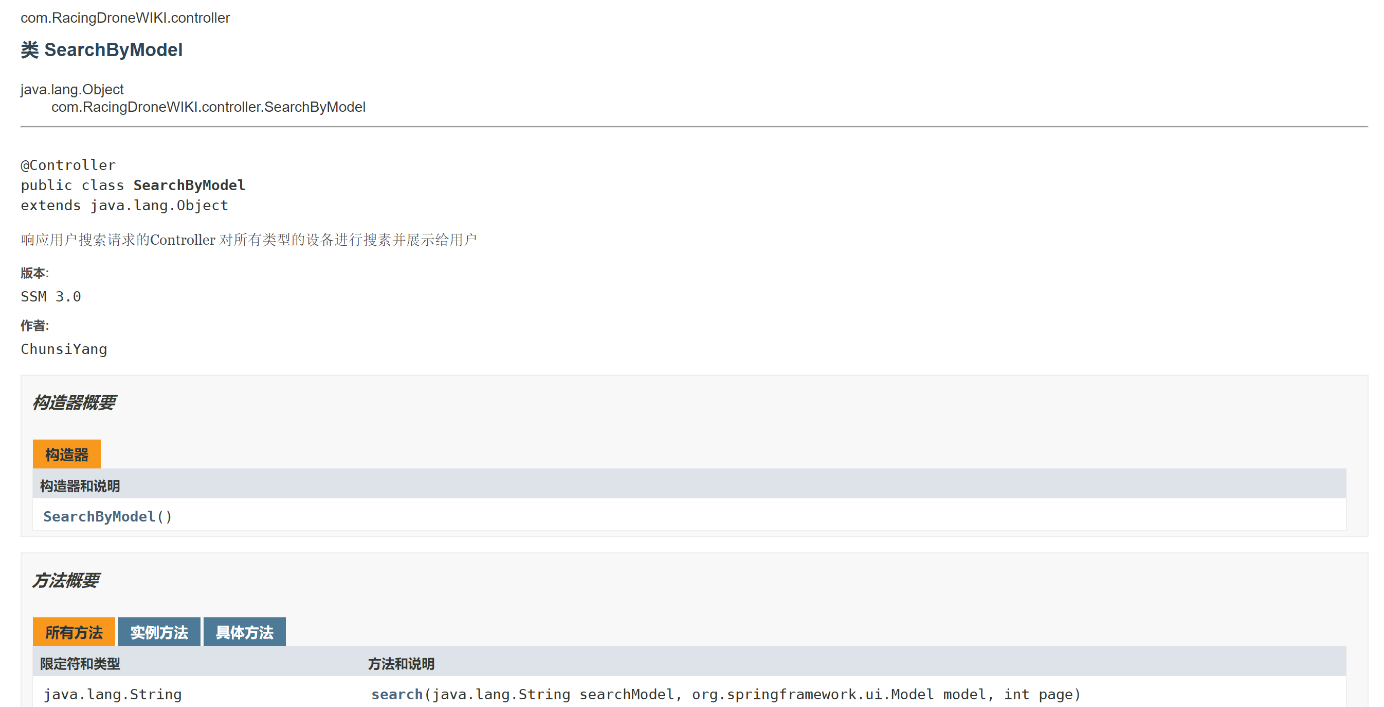 com.RacingDroneWIKI.controller
类 SearchByModel
java.lang.Object
com.RacingDroneWIKI.controller.SearchByModel
@Controller
public class SearchByModel
extends java.lang.Object
响应用户搜索请求的Controller 对所有类型的设备进行搜素并展示给用户
版本:
SSM 3.0
作者:
ChunsiYang
构造器概要
构造器
构造器和说明
SearchByModel()
方法概要
所有方法 实例方法 具体方法
限定符和类型 方法和说明
java.lang.String search(java.lang.String searchModel, org.springframework.ui.Model model, int page)